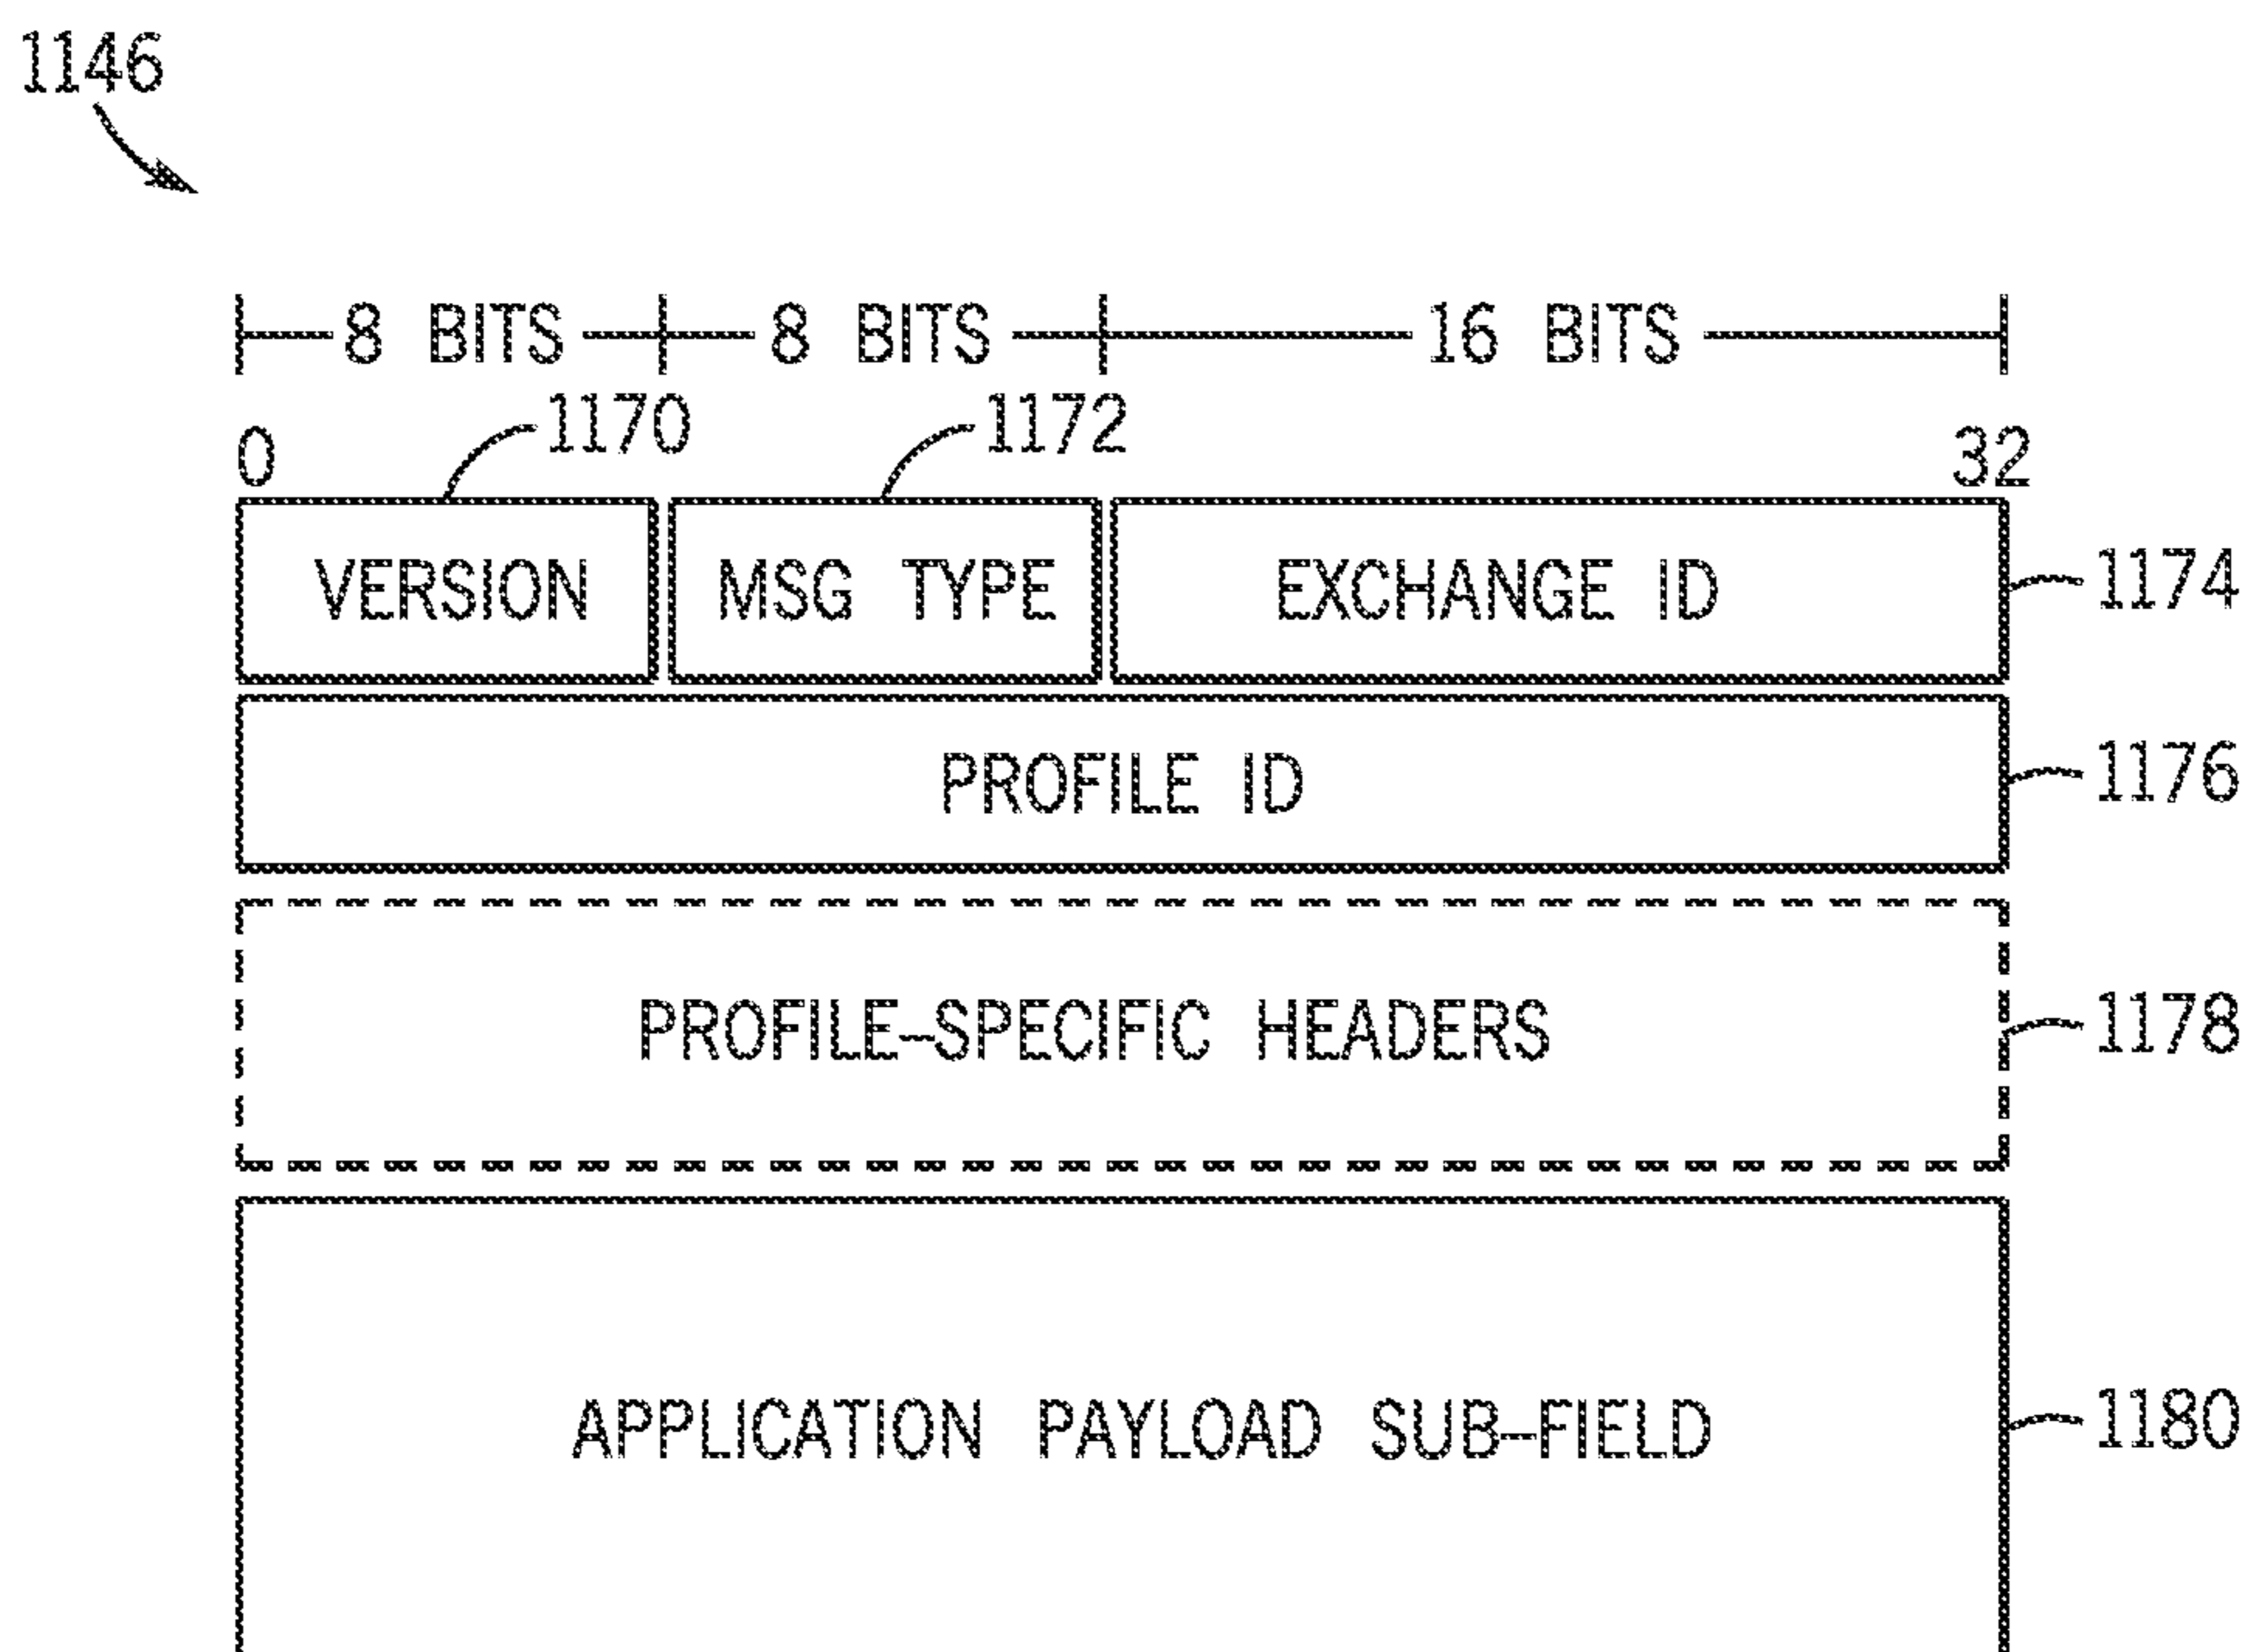 1146
8 BITS 8 BITS 16 BITS
1170 1172
0 32
VERSION MSG TYPE EXCHANGE ID 1174
PROFILE ID 1176
PROFILE-SPECIFIC HEADERS 1178
APPLICATION PAYLOAD SUB-FIELD 1180